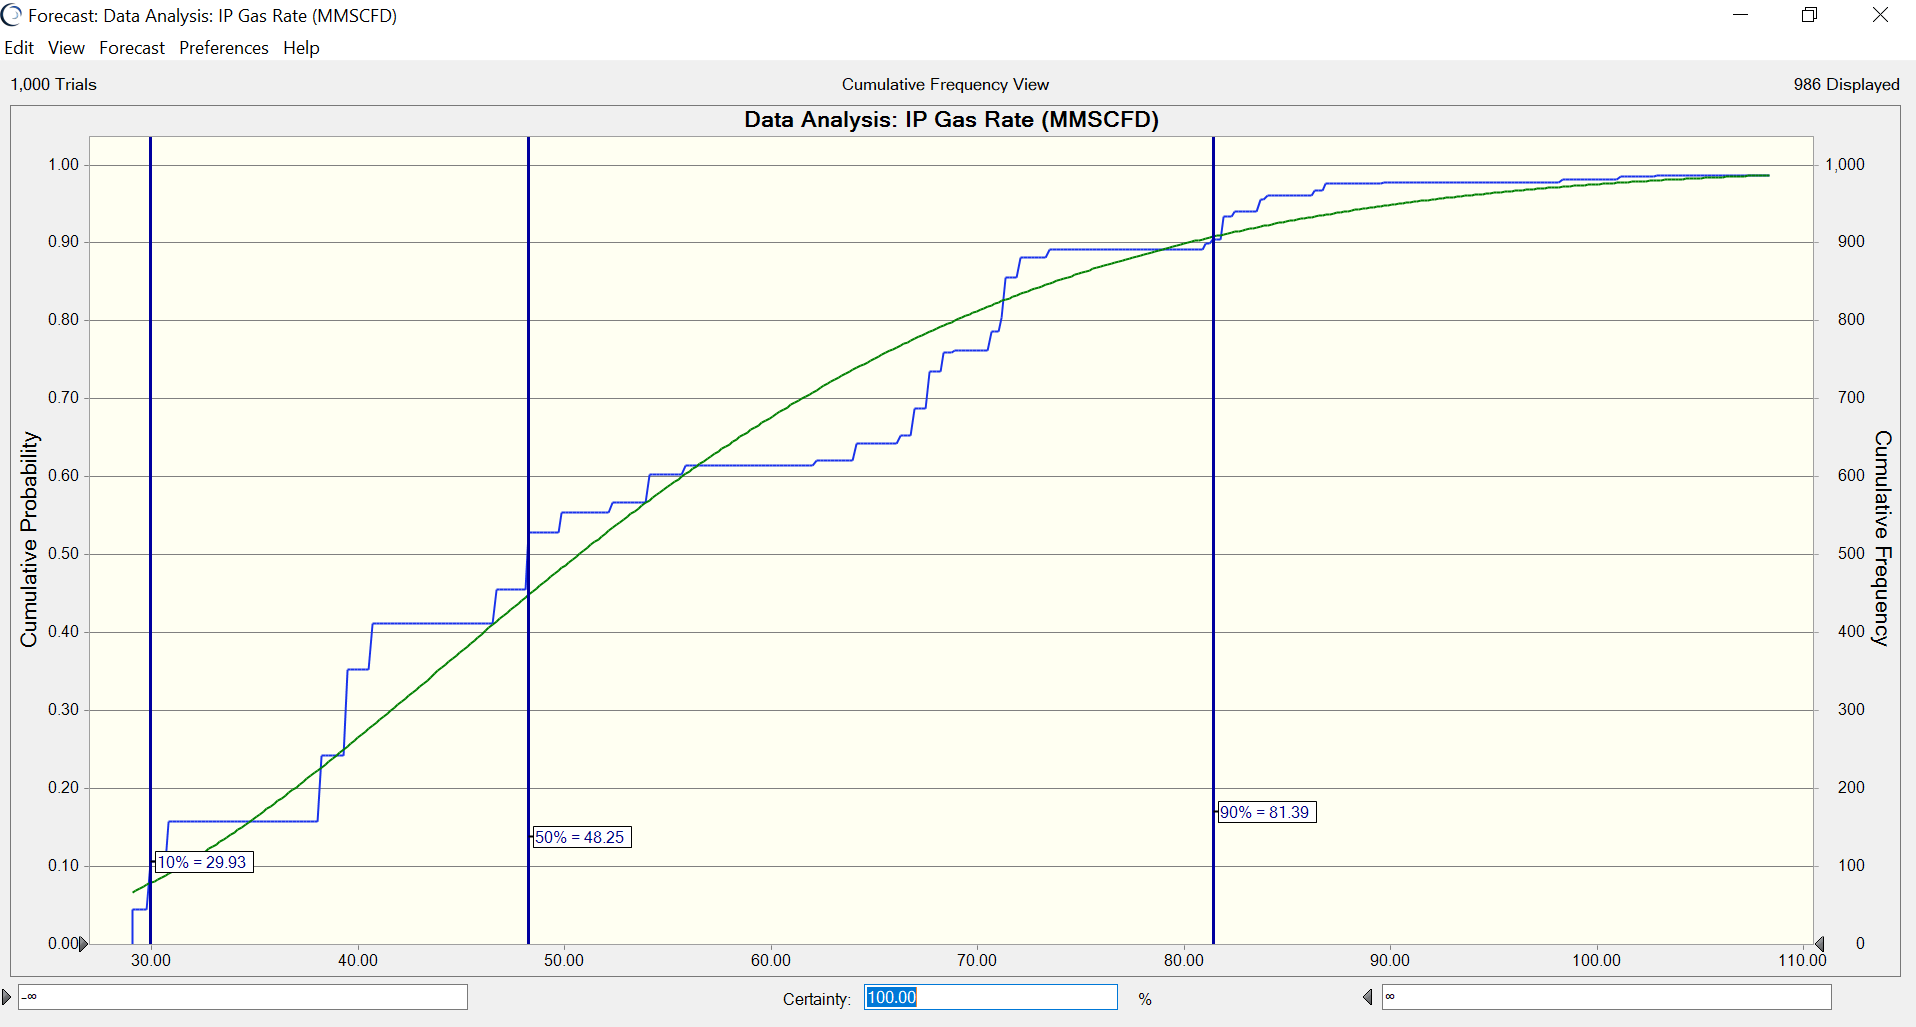 Forecast: Data Analysis: IP Gas Rate (MMSCFD)
Edit View Forecast Preferences Help
1,000 Trials
Cumulative Frequency View
986 Displayed
Data Analysis: IP Gas Rate (MMSCFD)
Cumulative Probability
1.00
0.90
0.80
0.70
0.60
0.50
0.40
0.30
0.20
0.10
0.00
10% = 29.93
50% = 48.25
90% = 81.39
1,000
900
800
700
600
500
400
300
200
100
0
Cumulative Frequency
30.00 40.00 50.00 60.00 70.00 80.00 90.00 100.00 110.00
-∞
Certainty: 100.00 %
∞